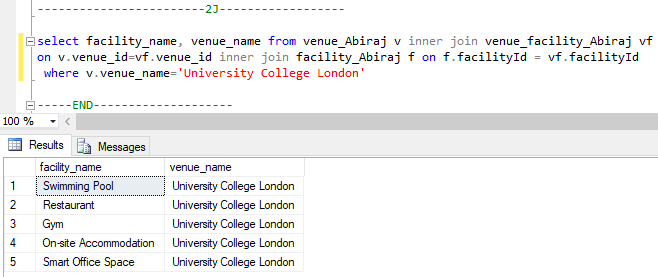 ------------------------2J-------------------
select facility_name, venue_name from venue_Abiraj v inner join venue_facility_Abiraj vf
on v.venue_id=vf.venue_id inner join facility_Abiraj f on f.facilityId = vf.facilityId
where v.venue_name='University College London'
-----END--------------------
100 %
Results Messages
facility_name venue_name
1 Swimming Pool University College London
2 Restaurant University College London
3 Gym University College London
4 On-site Accommodation University College London
5 Smart Office Space University College London